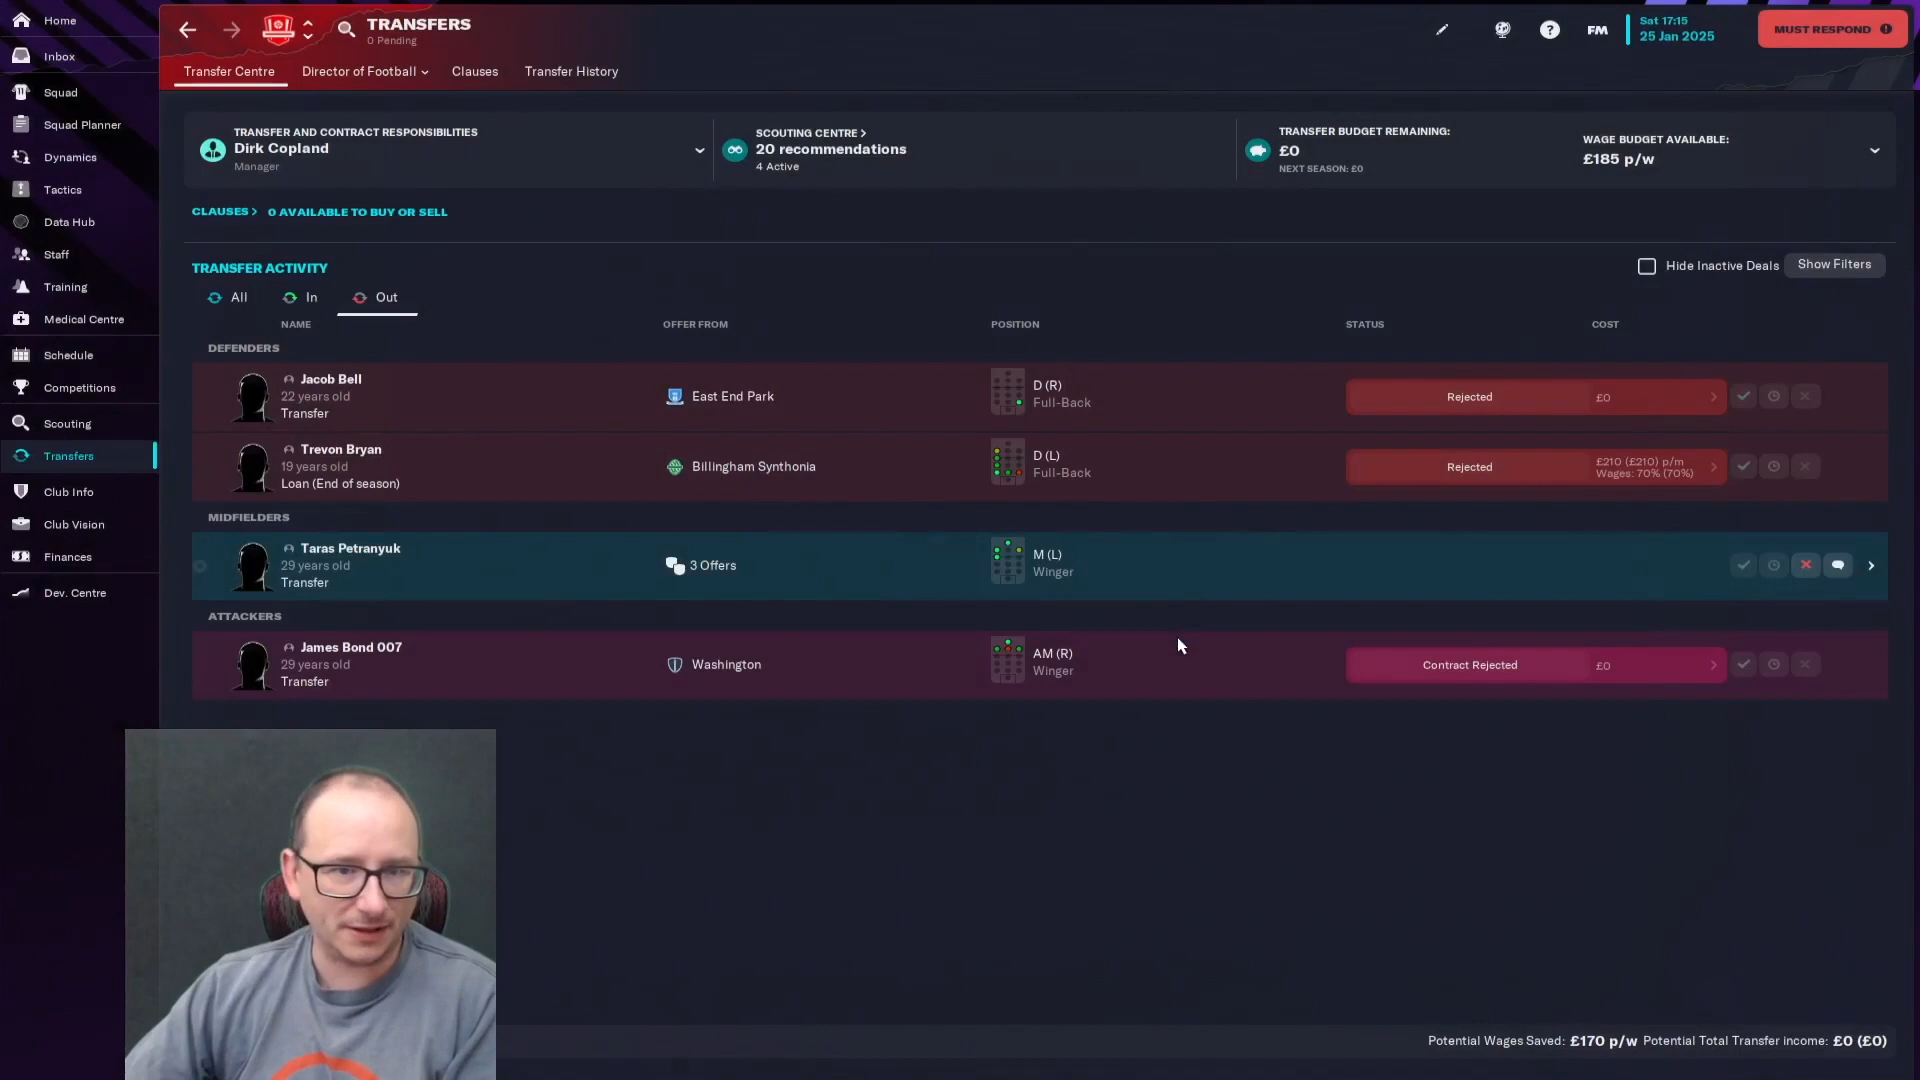 Home
Inbox
Squad
Squad Planner
Dynamics
Tactics
Data Hub
Staff
Training
Medical Centre
Schedule
Competitions
Scouting
Transfers
Club Info
Club Vision
Finances
Dev. Centre
TRANSFERS
0 Pending
FM
Sat 17:15
25 Jan 2025
MUST RESPOND
Transfer Centre
Director of Football
Clauses
Transfer History
TRANSFER AND CONTRACT RESPONSIBILITIES
Dirk Copland
Manager
SCOUTING CENTRE >
20 recommendations
4 Active
TRANSFER BUDGET REMAINING:
£0
NEXT SEASON: £0
WAGE BUDGET AVAILABLE:
£185 p/w
CLAUSES > 0 AVAILABLE TO BUY OR SELL
TRANSFER ACTIVITY
Hide Inactive Deals
Show Filters
All In Out
NAME OFFER FROM POSITION STATUS COST
DEFENDERS
Jacob Bell
22 years old
Transfer
East End Park
D (R)
Full-Back
Rejected
£0
Trevon Bryan
19 years old
Loan (End of season)
Billingham Synthonia
D (L)
Full-Back
Rejected
£210 (£210) p/m
Wages: 70% (70%)
MIDFIELDERS
Taras Petranyuk
29 years old
Transfer
3 Offers
M (L)
Winger
ATTACKERS
James Bond 007
29 years old
Transfer
Washington
AM (R)
Winger
Contract Rejected
£0
Potential Wages Saved: £170 p/w Potential Total Transfer income: £0 (£0)